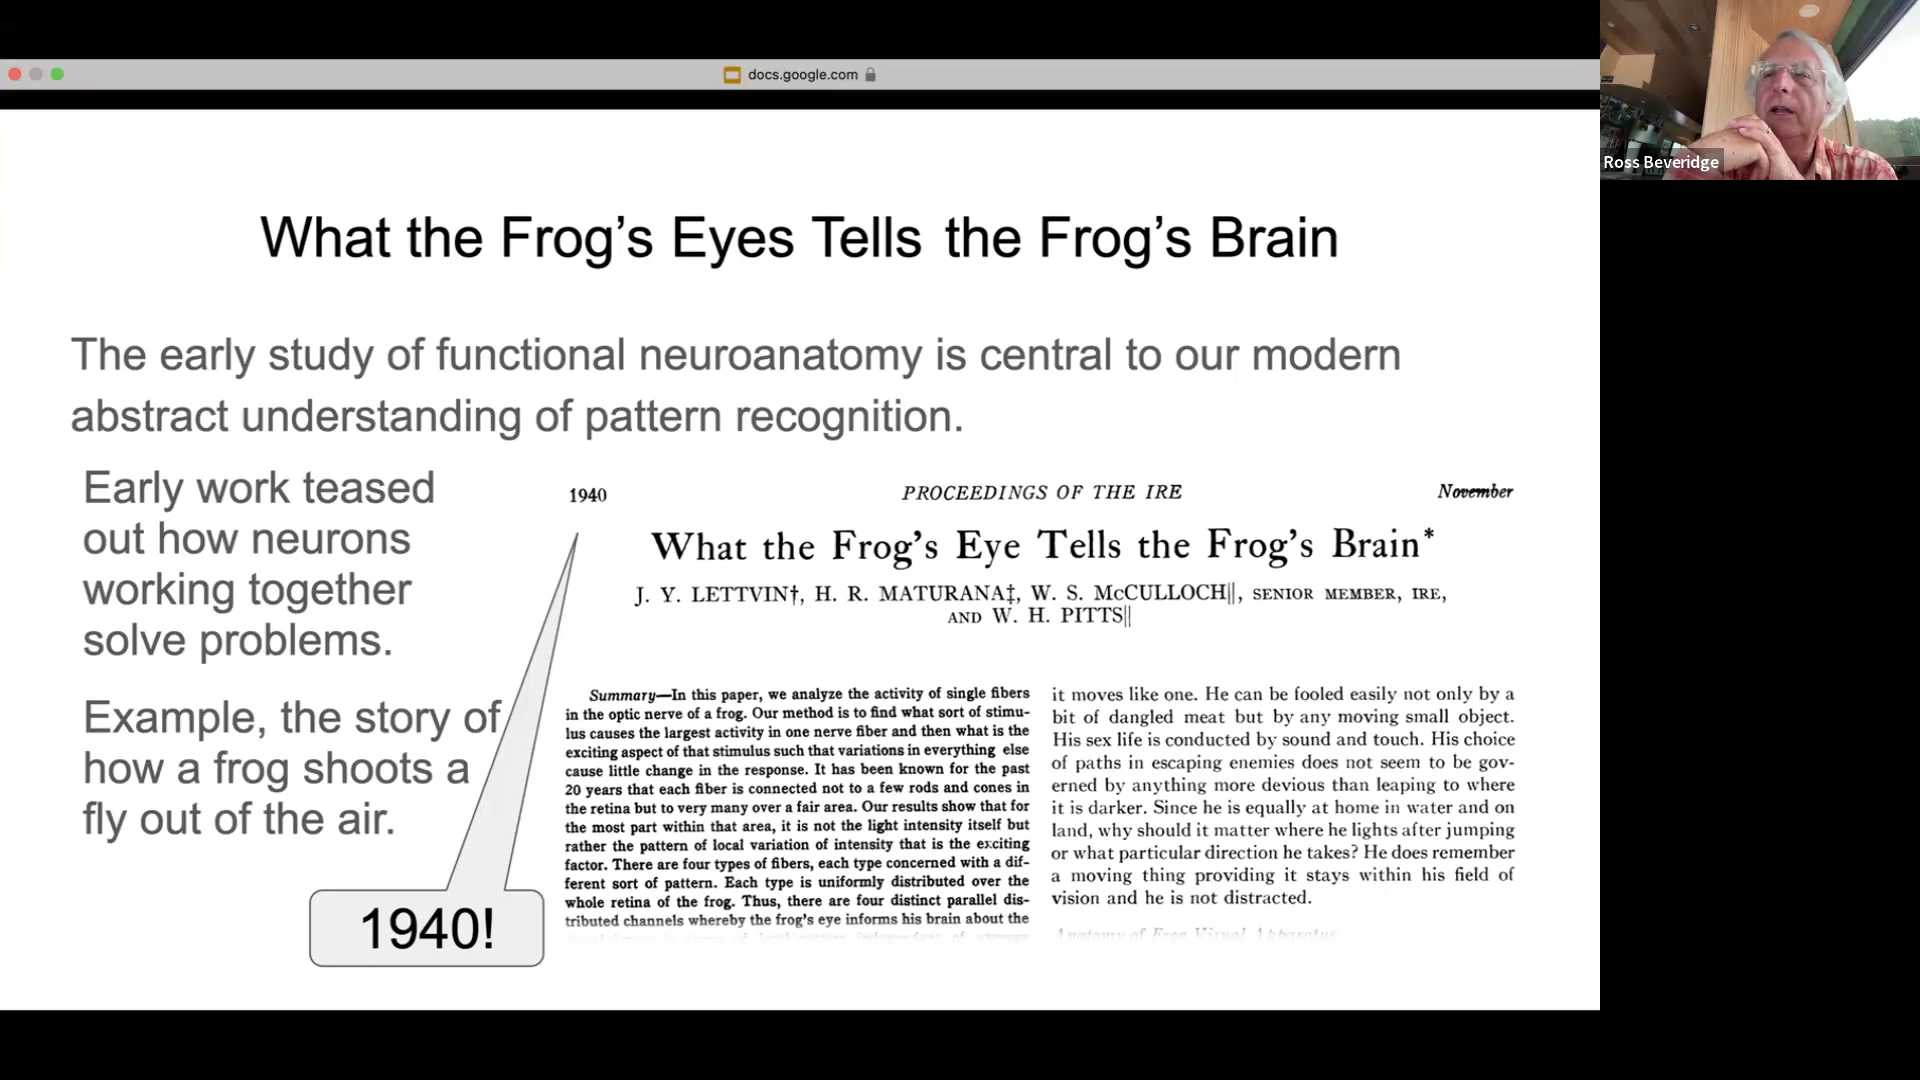 docs.google.com
Ross Beveridge
What the Frog's Eyes Tells the Frog's Brain
The early study of functional neuroanatomy is central to our modern
abstract understanding of pattern recognition.
Early work teased
out how neurons
working together
solve problems.
Example, the story of
how a frog shoots a
fly out of the air.
1940!
1940 PROCEEDINGS OF THE IRE November
What the Frog's Eye Tells the Frog's Brain*
J. Y. LETTVIN†, H. R. MATURANA‡, W. S. McCULLOCH||, SENIOR MEMBER, IRE,
AND W. H. PITTS||
Summary—In this paper, we analyze the activity of single fibers
in the optic nerve of a frog. Our method is to find what sort of stimu-
lus causes the largest activity in one nerve fiber and then what is the
exciting aspect of that stimulus such that variations in everything else
cause little change in the response. It has been known for the past
20 years that each fiber is connected not to a few rods and cones in
the retina but to very many over a fair area. Our results show that for
the most part within that area, it is not the light intensity itself but
rather the pattern of local variation of intensity that is the exciting
factor. There are four types of fibers, each type concerned with a dif-
ferent sort of pattern. Each type is uniformly distributed over the
whole retina of the frog. Thus, there are four distinct parallel dis-
tributed channels whereby the frog's eye informs his brain about the
it moves like one. He can be fooled easily not only by a
bit of dangled meat but by any moving small object.
His sex life is conducted by sound and touch. His choice
of paths in escaping enemies does not seem to be gov-
erned by anything more devious than leaping to where
it is darker. Since he is equally at home in water and on
land, why should it matter where he lights after jumping
or what particular direction he takes? He does remember
a moving thing providing it stays within his field of
vision and he is not distracted.
Anatomy of Frog Visual Apparatus